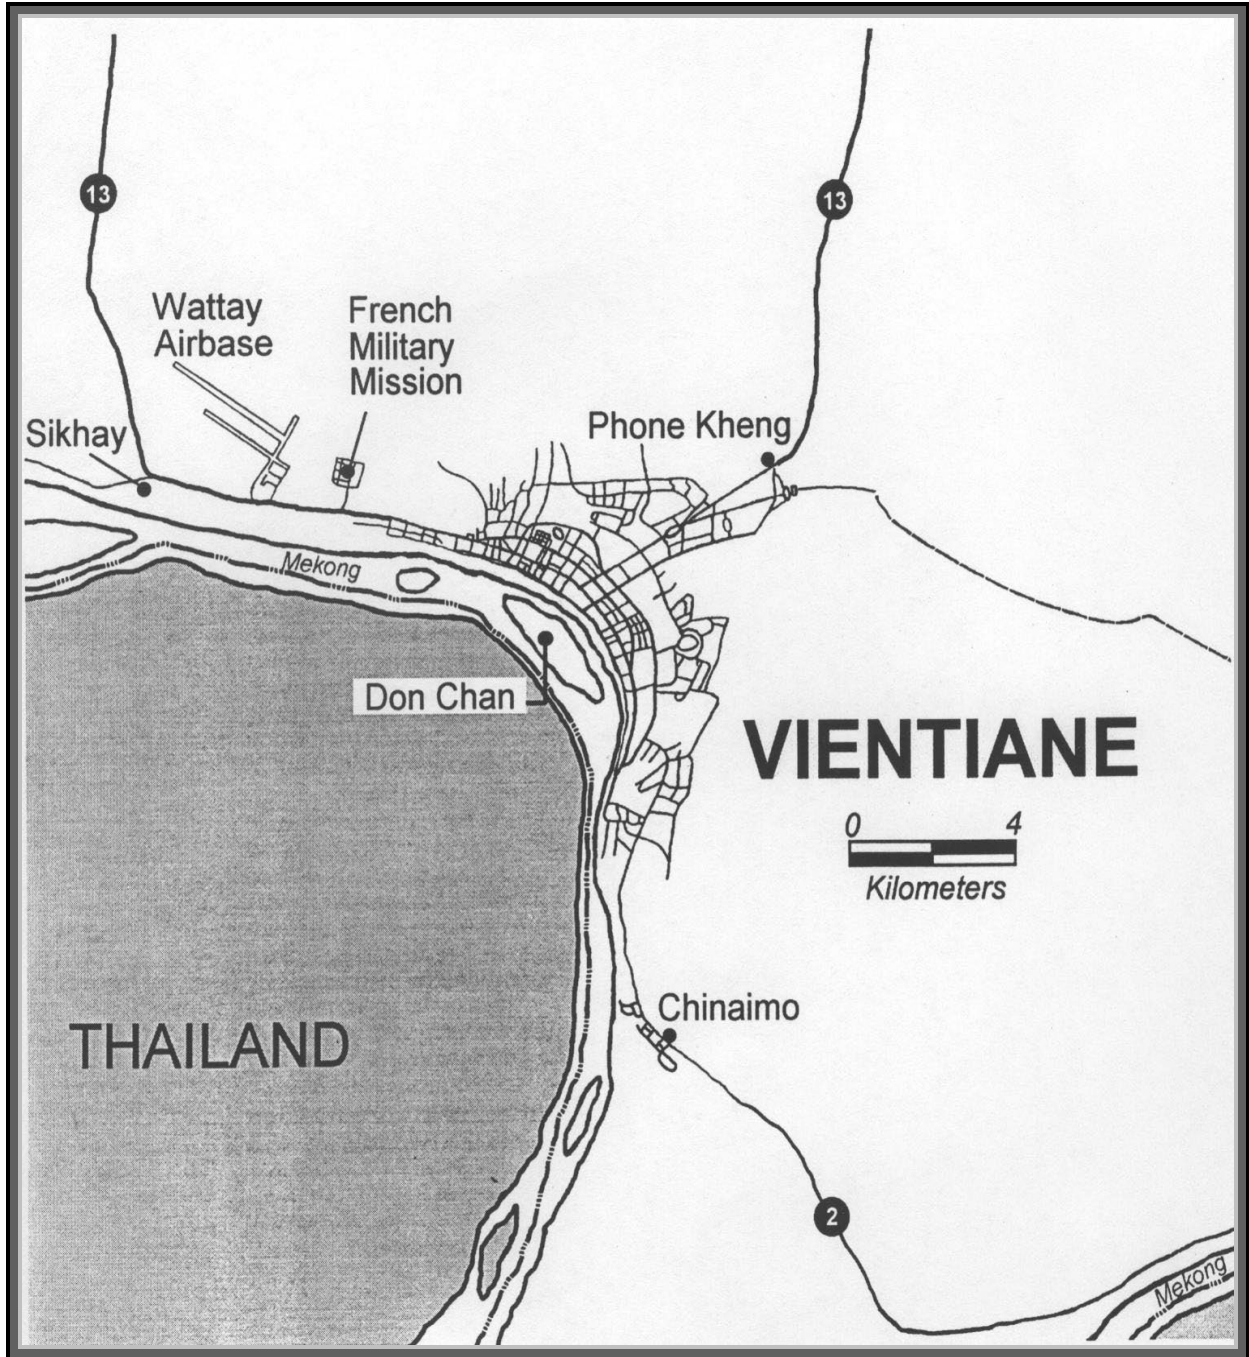 13
13
Wattay
Airbase
French
Military
Mission
Sikhay
Phone Kheng
Mekong
Don Chan
VIENTIANE
0 4
Kilometers
THAILAND
Chinaimo
2
Mekong